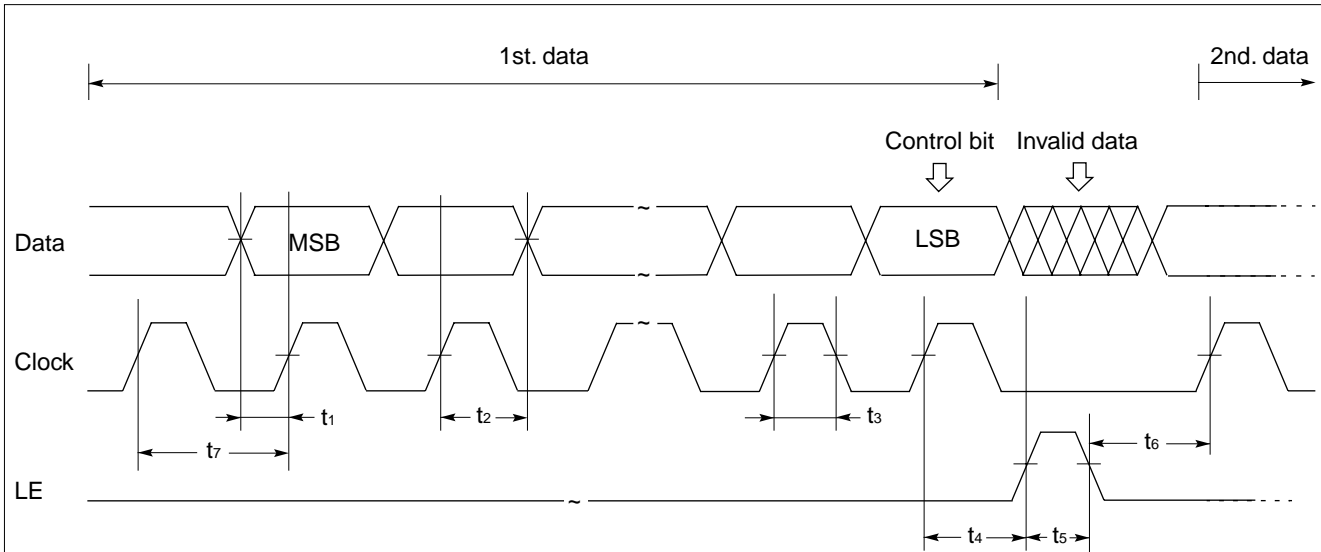 1st. data
2nd. data
Control bit Invalid data
Data
MSB
~
~
LSB
Clock
~
t1
t2
t3
t7
t6
LE
~
t4
t5